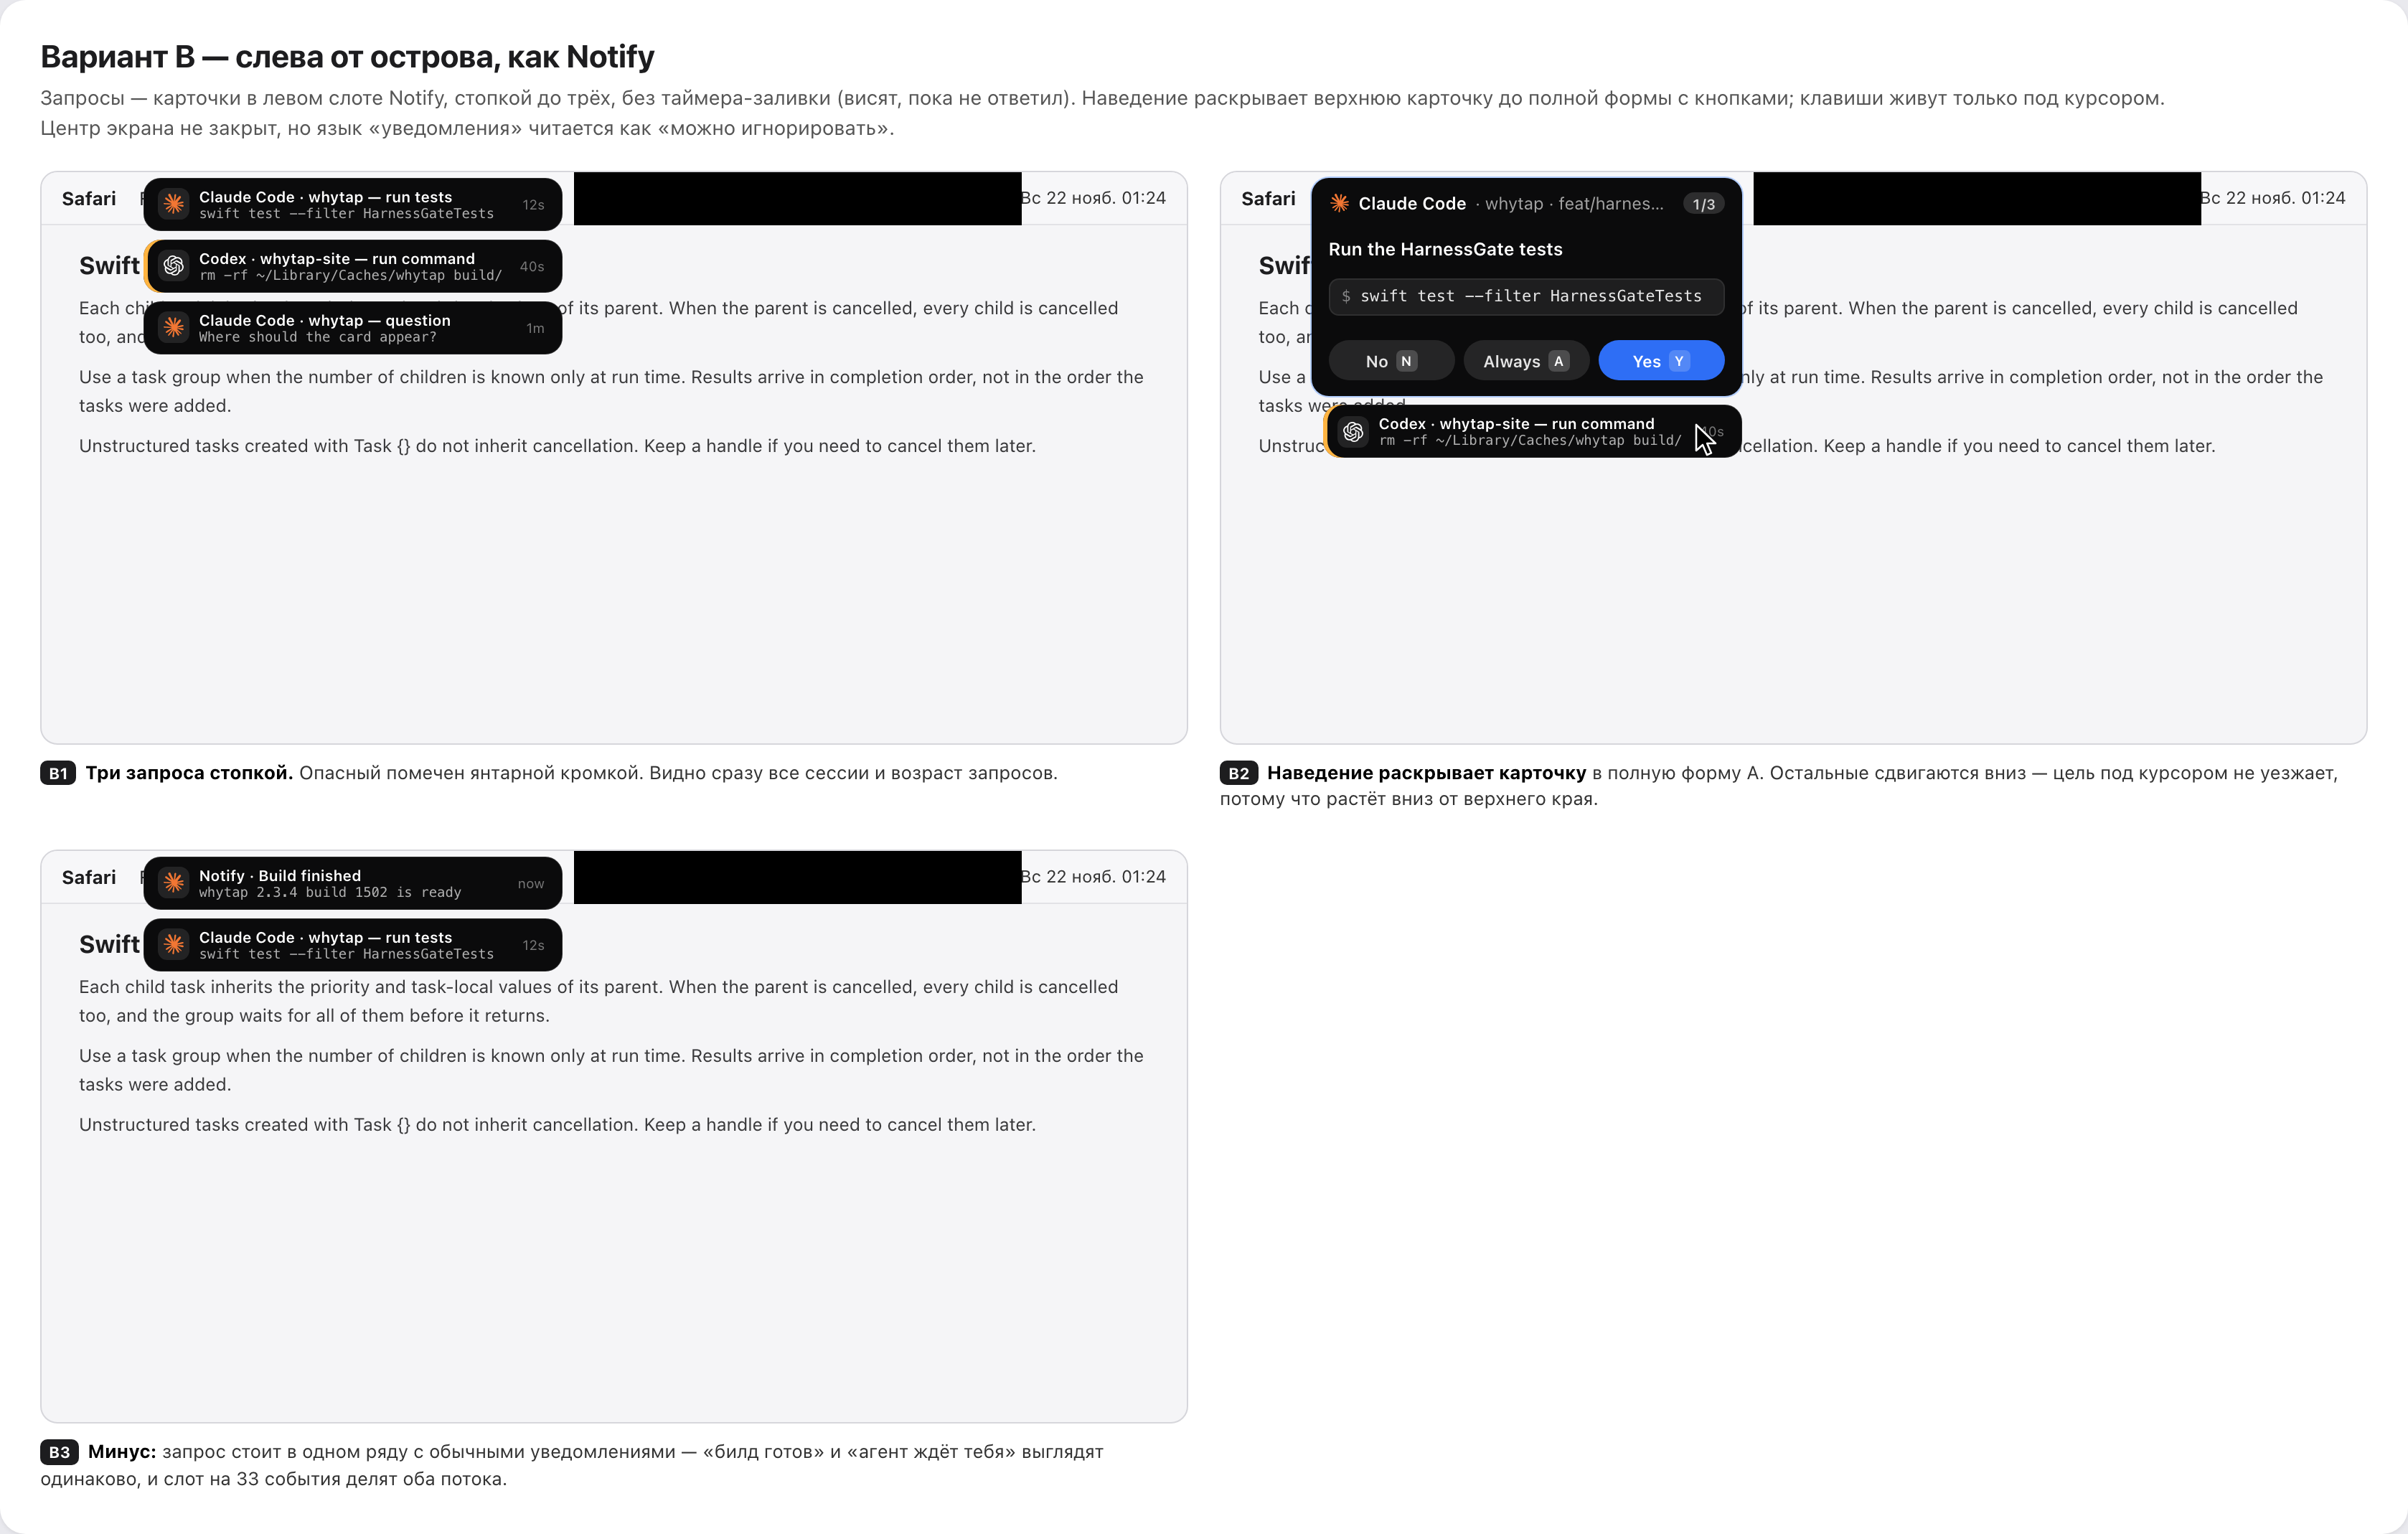 Вариант B — слева от острова, как Notify
Запросы — карточки в левом слоте Notify, стопкой до трёх, без таймера-заливки (висят, пока не ответил). Наведение раскрывает верхнюю карточку до полной формы с кнопками; клавиши живут только под курсором.
Центр экрана не закрыт, но язык «уведомления» читается как «можно игнорировать».
Safari
Claude Code · whytap — run tests
swift test --filter HarnessGateTests
12s
Вс 22 нояб. 01:24
Swift
Codex · whytap-site — run command
rm -rf ~/Library/Caches/whytap build/
40s
Each of its parent. When the parent is cancelled, every child is cancelled
Claude Code · whytap — question
Where should the card appear?
1m
too,
Use a task group when the number of children is known only at run time. Results arrive in completion order, not in the order the
tasks were added.
Unstructured tasks created with Task {} do not inherit cancellation. Keep a handle if you need to cancel them later.
B1 Три запроса стопкой. Опасный помечен янтарной кромкой. Видно сразу все сессии и возраст запросов.
Safari
Claude Code · whytap · feat/harnes…
1/3
Вс 22 нояб. 01:24
Run the HarnessGate tests
$ swift test --filter HarnessGateTests
Each of its parent. When the parent is cancelled, every child is cancelled
too,
No N
Always A
Yes Y
Use a only at run time. Results arrive in completion order, not in the order the
tasks were added.
Codex · whytap-site — run command
rm -rf ~/Library/Caches/whytap build/
cancellation. Keep a handle if you need to cancel them later.
B2 Наведение раскрывает карточку в полную форму A. Остальные сдвигаются вниз — цель под курсором не уезжает,
потому что растёт вниз от верхнего края.
Safari
Notify · Build finished
whytap 2.3.4 build 1502 is ready
now
Вс 22 нояб. 01:24
Swift
Claude Code · whytap — run tests
swift test --filter HarnessGateTests
12s
Each child task inherits the priority and task-local values of its parent. When the parent is cancelled, every child is cancelled
too, and the group waits for all of them before it returns.
Use a task group when the number of children is known only at run time. Results arrive in completion order, not in the order the
tasks were added.
Unstructured tasks created with Task {} do not inherit cancellation. Keep a handle if you need to cancel them later.
B3 Минус: запрос стоит в одном ряду с обычными уведомлениями — «билд готов» и «агент ждёт тебя» выглядят
одинаково, и слот на 33 события делят оба потока.